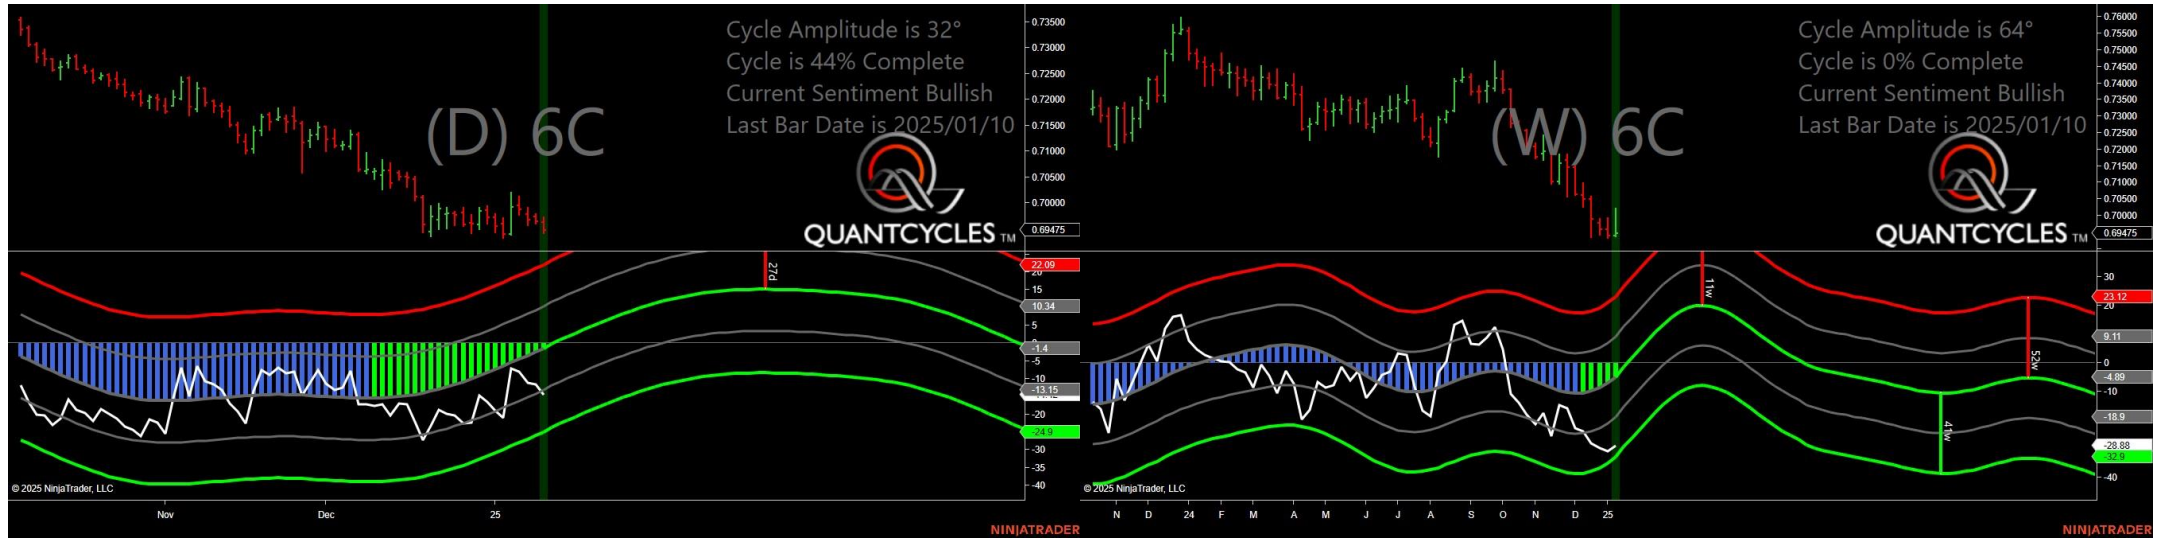 Cycle Amplitude is 32°
Cycle is 44% Complete
Current Sentiment Bullish
Last Bar Date is 2025/01/10
(D) 6C
QUANTCYCLES TM
0.73500
0.73000
0.72500
0.72000
0.71500
0.71000
0.70500
0.70000
0.69475
27d
22.09
20
15
10.34
5
-1.4
-5
-10
-13.15
-20
-24.9
-30
-35
-40
© 2025 NinjaTrader, LLC
Nov
Dec
25
NINJATRADER
Cycle Amplitude is 64°
Cycle is 0% Complete
Current Sentiment Bullish
Last Bar Date is 2025/01/10
(W) 6C
QUANTCYCLES TM
0.76000
0.75500
0.75000
0.74500
0.74000
0.73500
0.73000
0.72500
0.72000
0.71500
0.71000
0.70500
0.70000
0.69475
11w
52w
41w
30
23.12
20
9.11
0
-4.89
-10
-18.9
-28.88
-32.9
-40
© 2025 NinjaTrader, LLC
N D 24 F M A M J J A S O N D 25
NINJATRADER